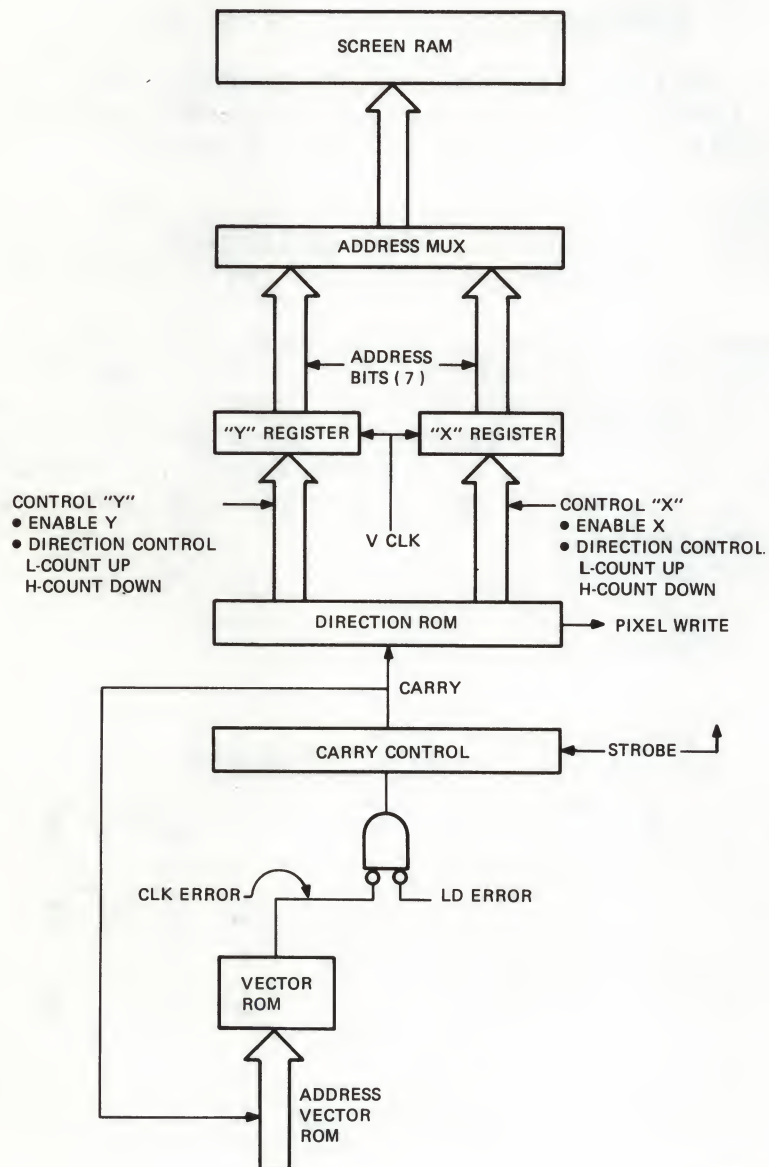 SCREEN RAM
ADDRESS MUX
ADDRESS
BITS ( 7 )
"Y" REGISTER
"X" REGISTER
CONTROL "Y"
• ENABLE Y
• DIRECTION CONTROL
L-COUNT UP
H-COUNT DOWN
V CLK
CONTROL "X"
• ENABLE X
• DIRECTION CONTROL.
L-COUNT UP
H-COUNT DOWN
DIRECTION ROM
PIXEL WRITE
CARRY
CARRY CONTROL
STROBE
CLK ERROR
LD ERROR
VECTOR
ROM
ADDRESS
VECTOR
ROM